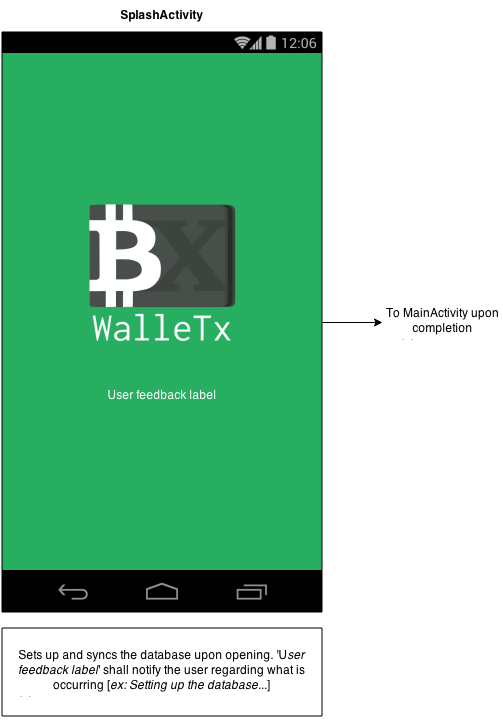 SplashActivity
12:06
WalleTx
User feedback label
To MainActivity upon
completion
Sets up and syncs the database upon opening. 'User
feedback label' shall notify the user regarding what is
occurring [ex: Setting up the database...]